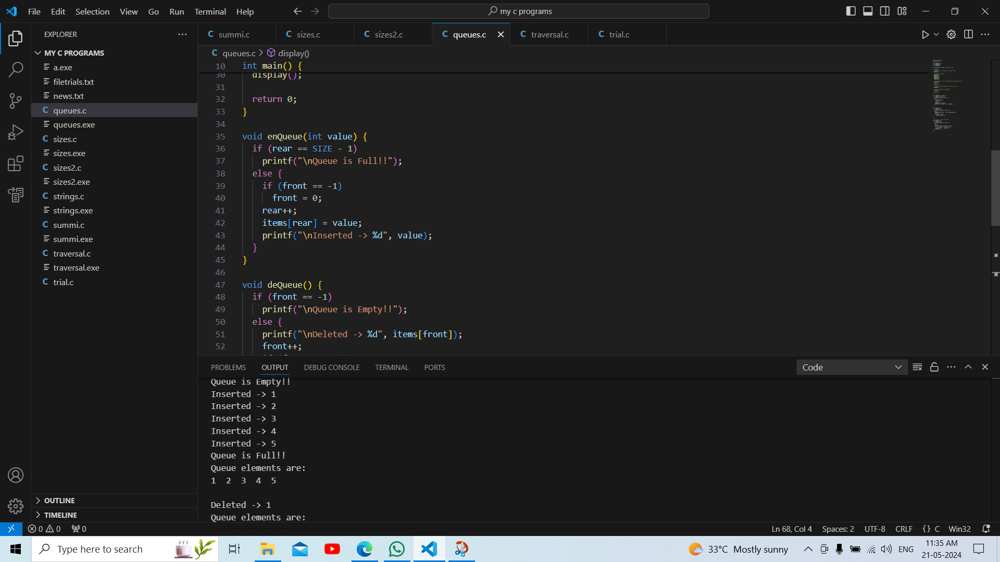 File Edit Selection View Go Run Terminal Help
my c programs
EXPLORER
MY C PROGRAMS
a.exe
filetrials.txt
news.txt
C queues.c
queues.exe
C sizes.c
sizes.exe
C sizes2.c
sizes2.exe
C strings.c
strings.exe
C summi.c
summi.exe
C traversal.c
traversal.exe
C trial.c
OUTLINE
TIMELINE
C summi.c C sizes.c C sizes2.c C queues.c C traversal.c C trial.c
C queues.c > display()
10 int main() {
30 display();
31
32 return 0;
33 }
34
35 void enQueue(int value) {
36 if (rear == SIZE - 1)
37 printf("\nQueue is Full!!");
38 else {
39 if (front == -1)
40 front = 0;
41 rear++;
42 items[rear] = value;
43 printf("\nInserted -> %d", value);
44 }
45 }
46
47 void deQueue() {
48 if (front == -1)
49 printf("\nQueue is Empty!!");
50 else {
51 printf("\nDeleted -> %d", items[front]);
52 front++;
PROBLEMS OUTPUT DEBUG CONSOLE TERMINAL PORTS
Code
Queue is Empty!!
Inserted -> 1
Inserted -> 2
Inserted -> 3
Inserted -> 4
Inserted -> 5
Queue is Full!!
Queue elements are:
1 2 3 4 5
Deleted -> 1
Queue elements are:
0 0 0 Ln 68, Col 4 Spaces: 2 UTF-8 CRLF {} C Win32
Type here to search
33°C Mostly sunny
ENG
11:35 AM
21-05-2024